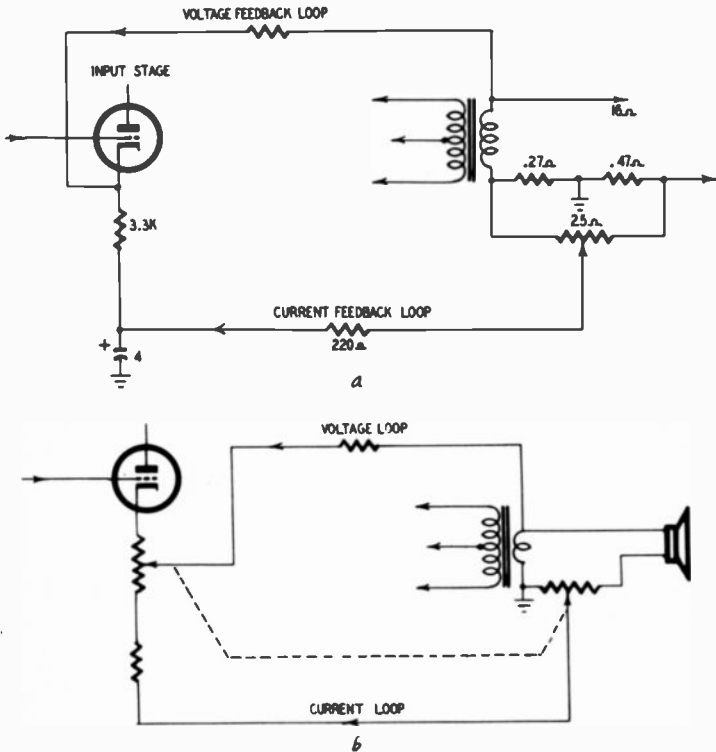 VOLTAGE FEEDBACK LOOP
INPUT STAGE
16Ω
.27Ω
.47Ω
25Ω
3.3K
CURRENT FEEDBACK LOOP
220Ω
+
4
a
VOLTAGE LOOP
CURRENT LOOP
b